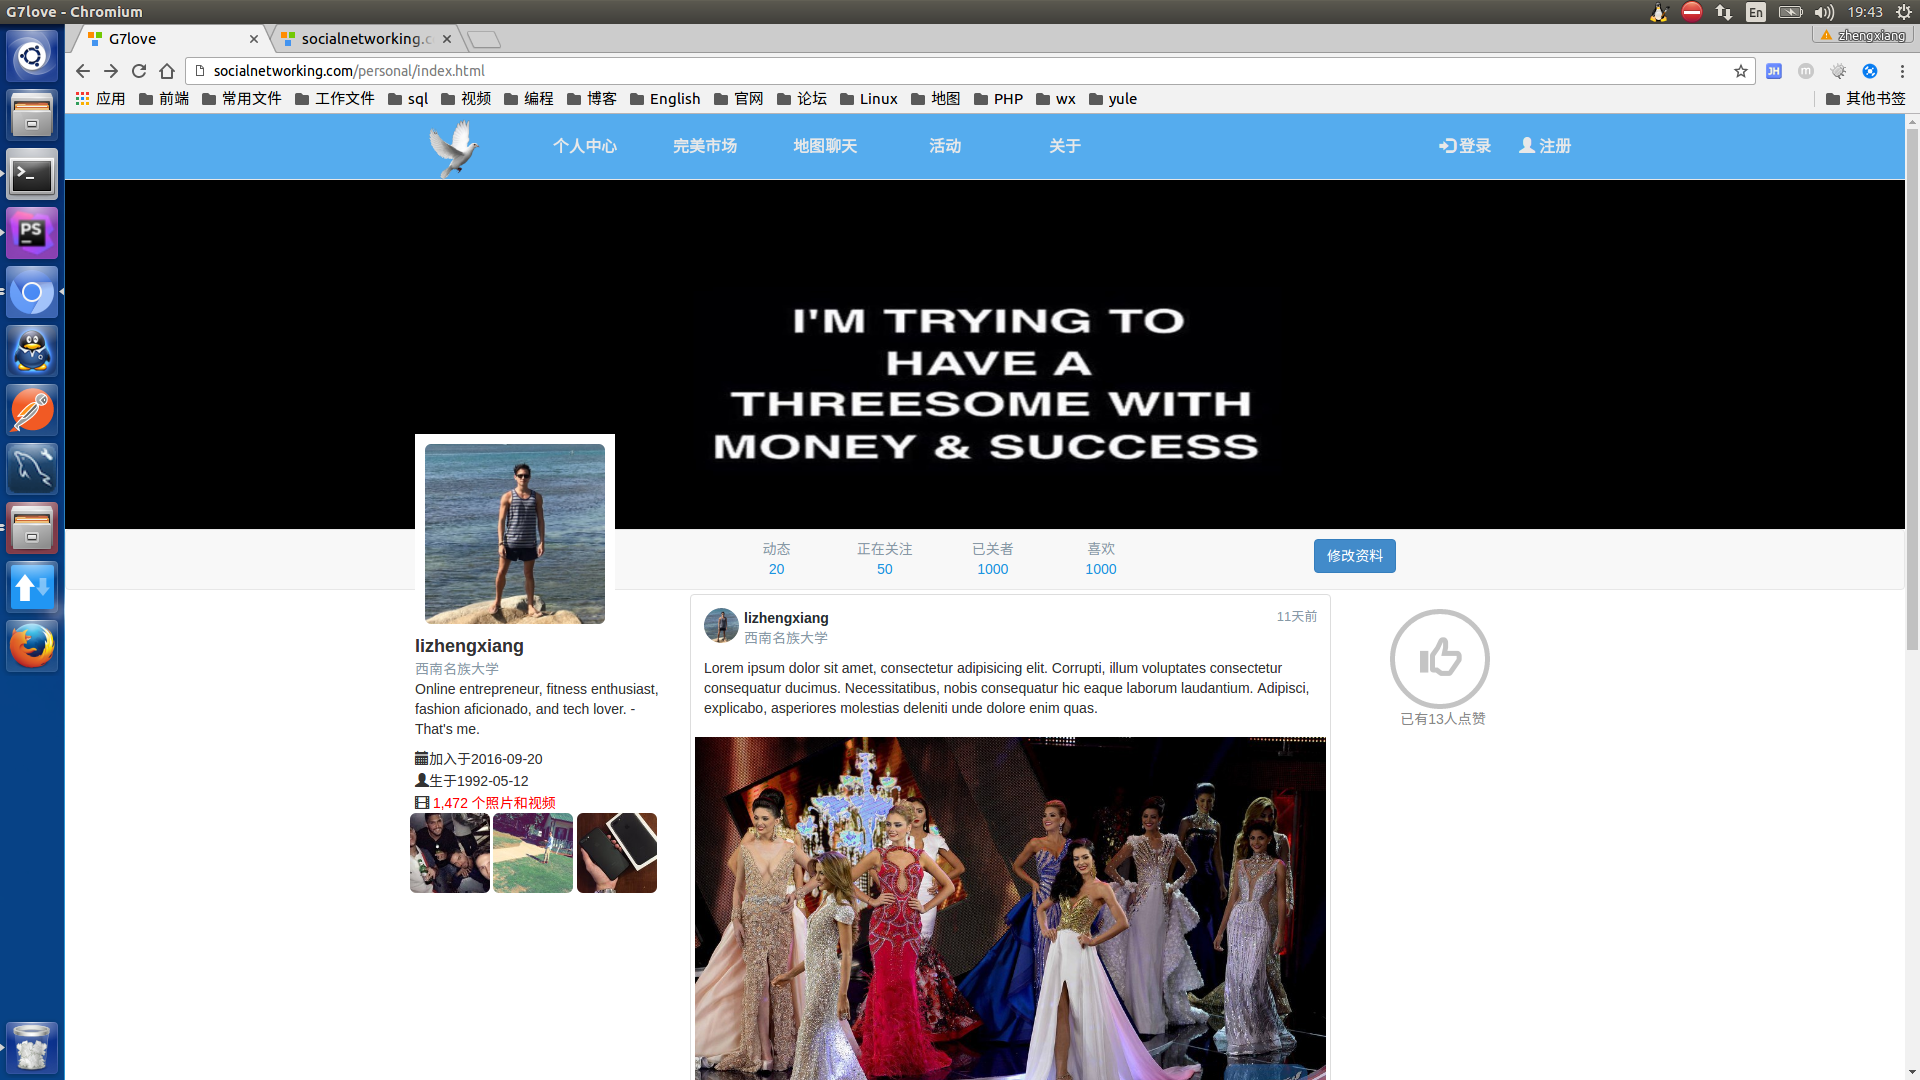 G7love - Chromium
En
19:43
G7love
socialnetworking.c
zhengxiang
socialnetworking.com/personal/index.html
JH
m
应用
前端
常用文件
工作文件
sql
视频
编程
博客
English
官网
论坛
Linux
地图
PHP
wx
yule
其他书签
个人中心
完美市场
地图聊天
活动
关于
登录
注册
PS
I'M TRYING TO
HAVE A
THREESOME WITH
MONEY & SUCCESS
动态
正在关注
已关者
喜欢
20
50
1000
1000
修改资料
lizhengxiang
西南名族大学
Online entrepreneur, fitness enthusiast,
fashion aficionado, and tech lover. -
That's me.
加入于2016-09-20
生于1992-05-12
1,472 个照片和视频
lizhengxiang
西南名族大学
11天前
Lorem ipsum dolor sit amet, consectetur adipisicing elit. Corrupti, illum voluptates consectetur
consequatur ducimus. Necessitatibus, nobis consequatur hic eaque laborum laudantium. Adipisci,
explicabo, asperiores molestias deleniti unde dolore enim quas.
已有13人点赞